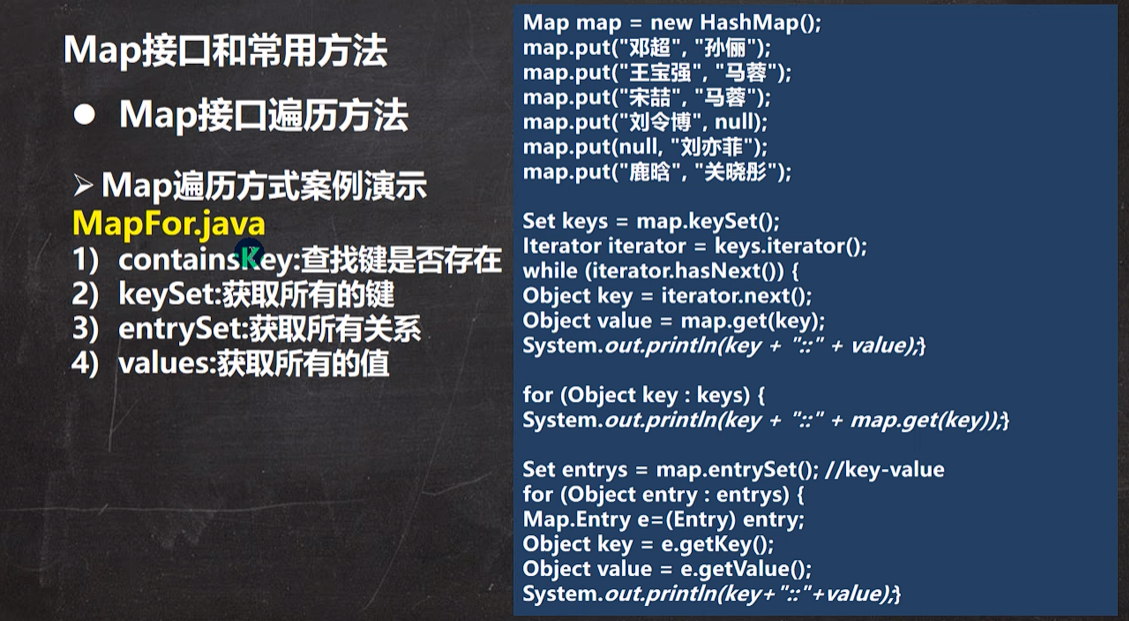 Map接口和常用方法
● Map接口遍历方法
➢ Map遍历方式案例演示
MapFor.java
1) containsKey:查找键是否存在
2) keySet:获取所有的键
3) entrySet:获取所有关系
4) values:获取所有的值
Map map = new HashMap();
map.put("邓超", "孙俪");
map.put("王宝强", "马蓉");
map.put("宋喆", "马蓉");
map.put("刘令博", null);
map.put(null, "刘亦菲");
map.put("鹿晗", "关晓彤");
Set keys = map.keySet();
Iterator iterator = keys.iterator();
while (iterator.hasNext()) {
Object key = iterator.next();
Object value = map.get(key);
System.out.println(key + "::" + value);}
for (Object key : keys) {
System.out.println(key + "::" + map.get(key));}
Set entrys = map.entrySet(); //key-value
for (Object entry : entrys) {
Map.Entry e=(Entry) entry;
Object key = e.getKey();
Object value = e.getValue();
System.out.println(key+"::"+value);}